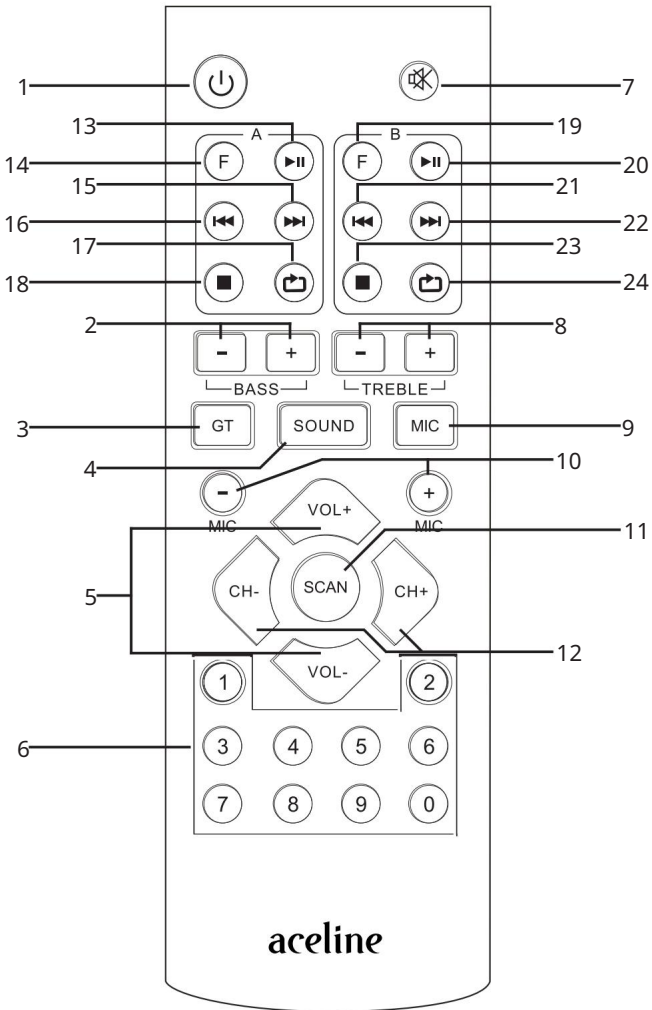 1 7
13 A B 19
14 F F 20
15 21
16 22
17 23
18 24
2 - + - + 8
BASS TREBLE
3 GT SOUND MIC 9
4 - + 10
MIC VOL+ MIC
11
5 CH- SCAN CH+
12
VOL-
1 2
6 3 4 5 6
7 8 9 0
aceline